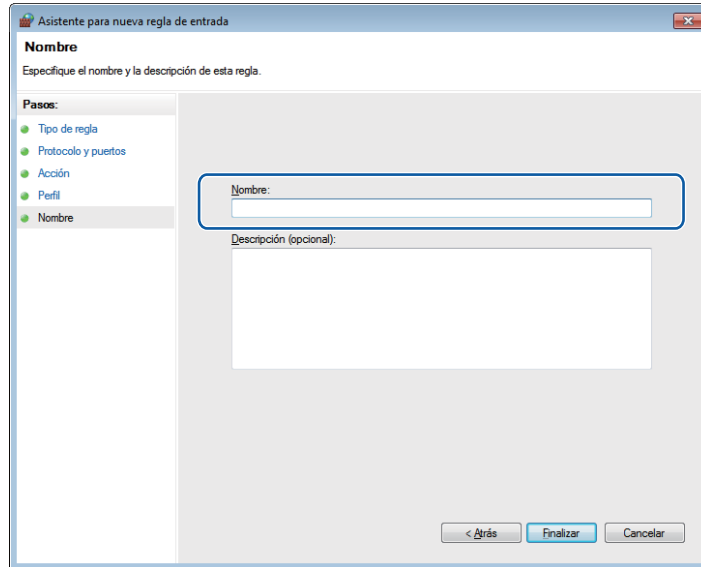 Asistente para nueva regla de entrada
Nombre
Especifique el nombre y la descripción de esta regla.
Pasos:
Tipo de regla
Protocolo y puertos
Acción
Perfil
Nombre
Nombre:
Descripción (opcional):
< Atrás
Finalizar
Cancelar